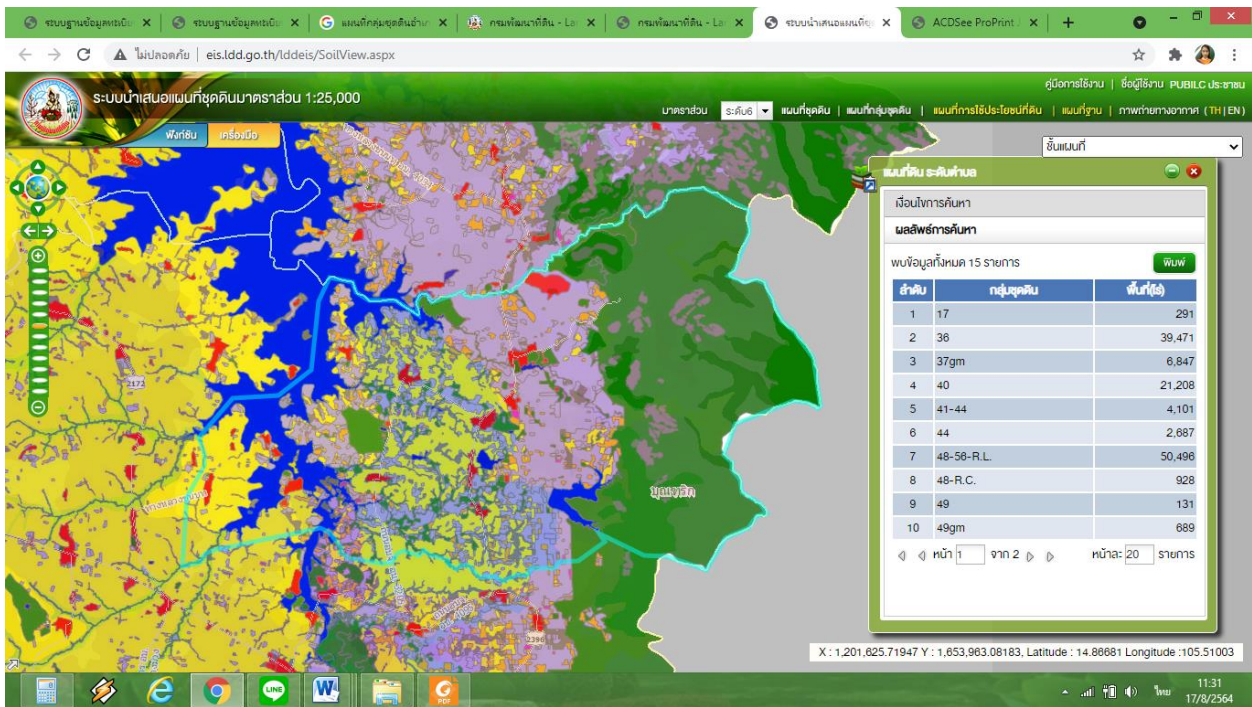 ระบบฐานข้อมูลทะเบีย
ระบบฐานข้อมูลทะเบีย
แผนที่กลุ่มชุดดินอำเภ
กรมพัฒนาที่ดิน - Lan
กรมพัฒนาที่ดิน - Lan
ระบบนำเสนอแผนที่ชุ
ACDSee ProPrint
ไม่ปลอดภัย | eis.ldd.go.th/lddeis/SoilView.aspx
คู่มือการใช้งาน | ชื่อผู้ใช้งาน PUBILC ประชาชน
ระบบนำเสนอแผนที่ชุดดินมาตราส่วน 1:25,000
มาตราส่วน ระดับ6 แผนที่ชุดดิน | แผนที่กลุ่มชุดดิน | แผนที่การใช้ประโยชน์ที่ดิน | แผนที่ฐาน | ภาพถ่ายทางอากาศ (TH|EN)
ฟังก์ชัน เครื่องมือ
ชั้นแผนที่
แผนที่ดิน ระดับตำบล
เงื่อนไขการค้นหา
ผลลัพธ์การค้นหา
พบข้อมูลทั้งหมด 15 รายการ พิมพ์
ลำดับ กลุ่มชุดดิน พื้นที่(ไร่)
1 17 291
2 36 39,471
3 37gm 6,847
4 40 21,208
5 41-44 4,101
6 44 2,687
7 48-56-R.L. 50,496
8 48-R.C. 928
9 49 131
10 49gm 689
หน้า 1 จาก 2 หน้าละ 20 รายการ
2172
บุณฑริก
2396
X : 1,201,625.71947 Y : 1,653,963.08183, Latitude : 14.86681 Longitude :105.51003
LINE
PDF
ไทย
11:31
17/8/2564